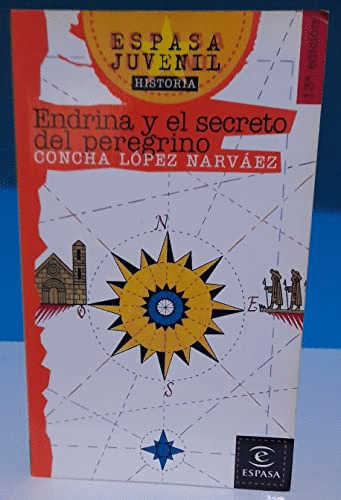 ESPASA
JUVENIL
HISTORIA
13ª edición
Endrina y el secreto
del peregrino
CONCHA LÓPEZ NARVÁEZ
N
O
E
S
e
ESPASA